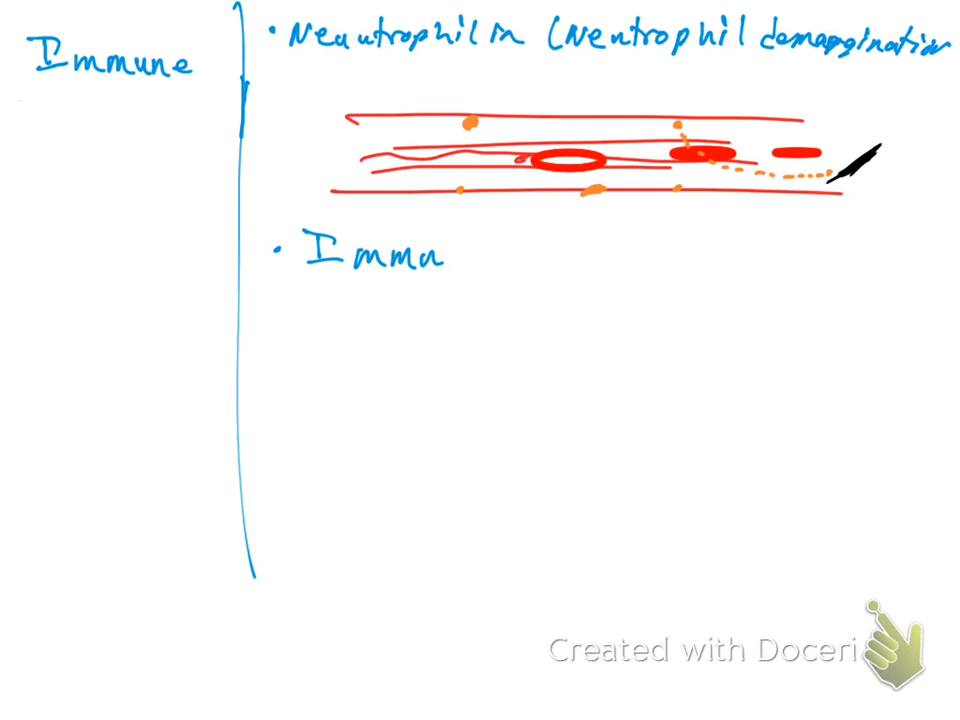 Immune
• Neautrophilia (Neutrophil demargination
• Immu
Created with Doceri